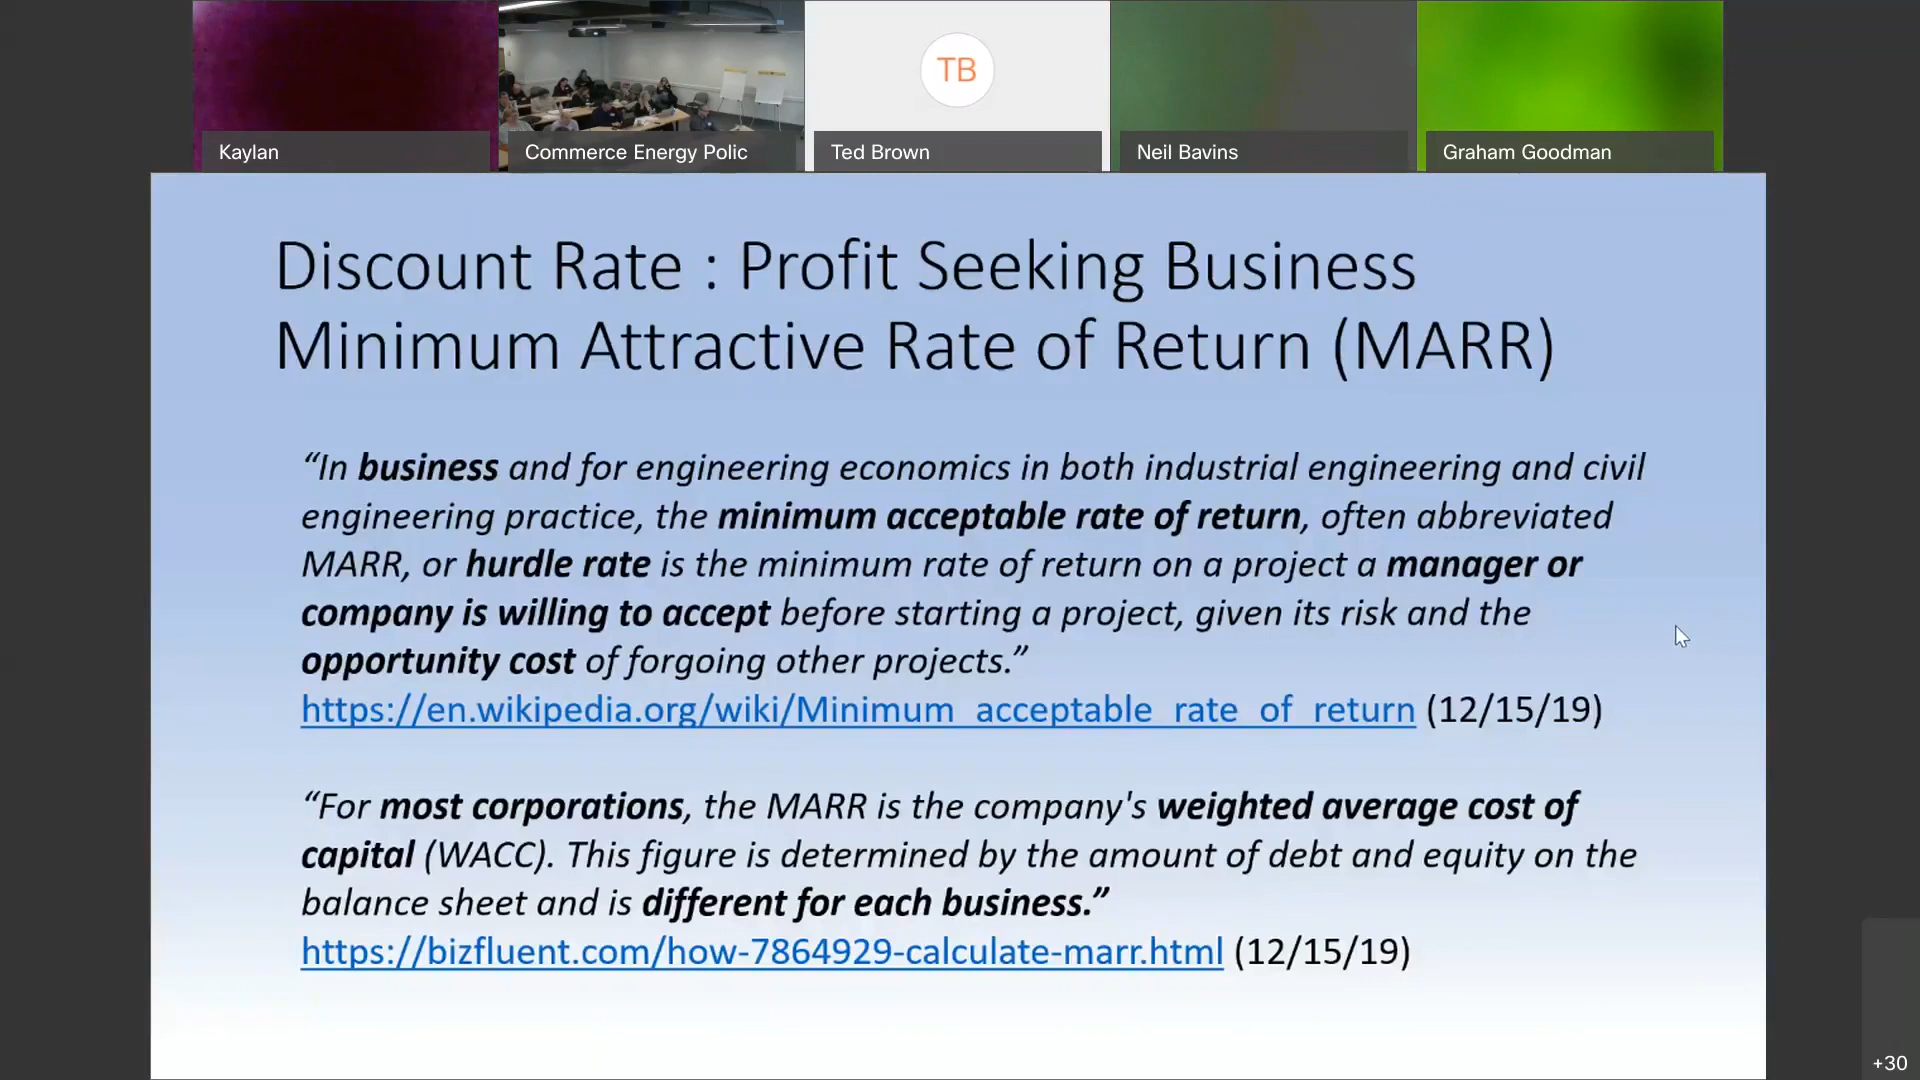 TB
Kaylan
Commerce Energy Polic
Ted Brown
Neil Bavins
Graham Goodman
Discount Rate : Profit Seeking Business
Minimum Attractive Rate of Return (MARR)
“In business and for engineering economics in both industrial engineering and civil
engineering practice, the minimum acceptable rate of return, often abbreviated
MARR, or hurdle rate is the minimum rate of return on a project a manager or
company is willing to accept before starting a project, given its risk and the
opportunity cost of forgoing other projects.”
https://en.wikipedia.org/wiki/Minimum_acceptable_rate_of_return (12/15/19)
“For most corporations, the MARR is the company's weighted average cost of
capital (WACC). This figure is determined by the amount of debt and equity on the
balance sheet and is different for each business.”
https://bizfluent.com/how-7864929-calculate-marr.html (12/15/19)
+30